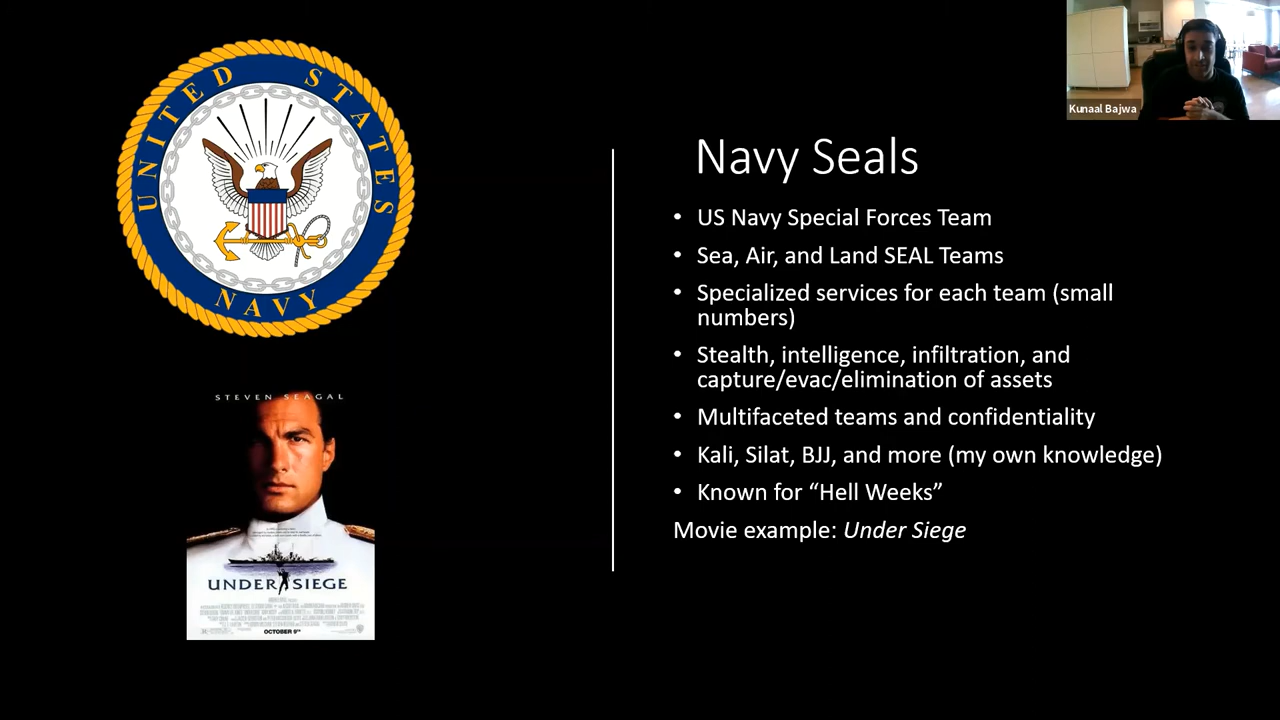 UNITED STATES
NAVY
STEVEN SEAGAL
UNDER SIEGE
OCTOBER 9TH
Kunaal Bajwa
Navy Seals
• US Navy Special Forces Team
• Sea, Air, and Land SEAL Teams
• Specialized services for each team (small
numbers)
• Stealth, intelligence, infiltration, and
capture/evac/elimination of assets
• Multifaceted teams and confidentiality
• Kali, Silat, BJJ, and more (my own knowledge)
• Known for “Hell Weeks”
Movie example: Under Siege